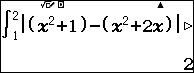 √▱ D ▲
∫₁²|(x²+1)−(x²+2x)|▷
2